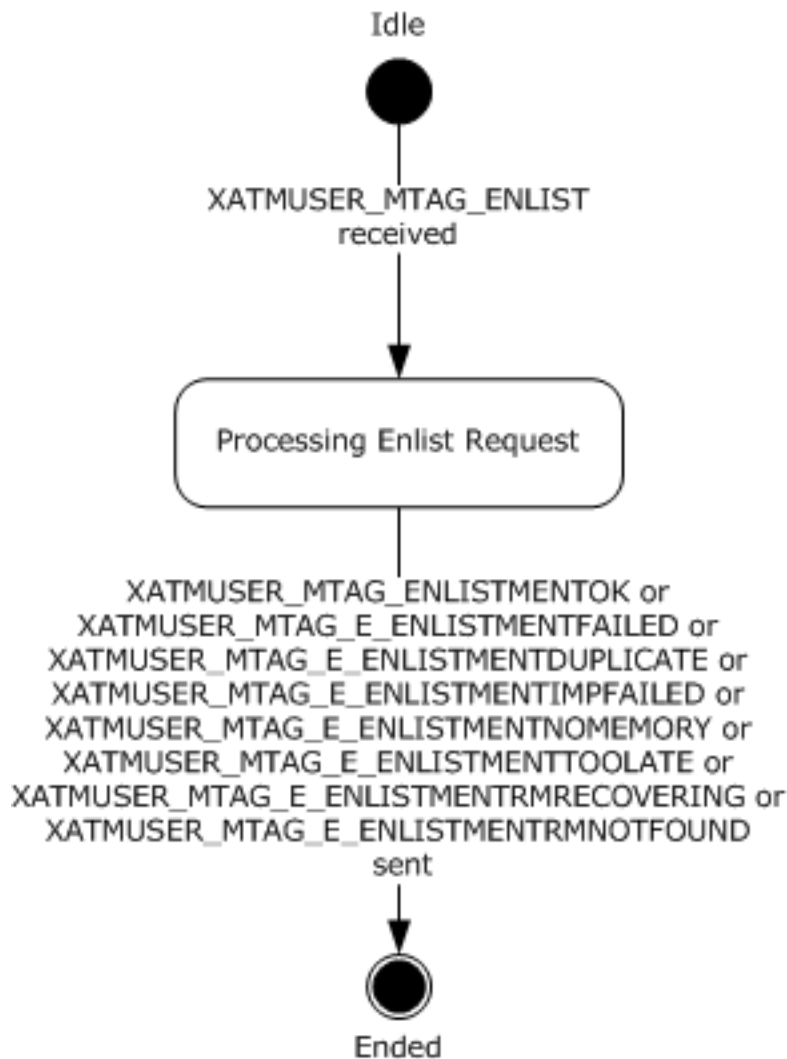 Idle
XATMUSER_MTAG_ENLIST
received
Processing Enlist Request
XATMUSER_MTAG_ENLISTMENTOK or
XATMUSER_MTAG_E_ENLISTMENTFAILED or
XATMUSER_MTAG_E_ENLISTMENTDUPLICATE or
XATMUSER_MTAG_E_ENLISTMENTIMPFAILED or
XATMUSER_MTAG_E_ENLISTMENTNOMEMORY or
XATMUSER_MTAG_E_ENLISTMENTTOOLATE or
XATMUSER_MTAG_E_ENLISTMENTRMRECOVERING or
XATMUSER_MTAG_E_ENLISTMENTRMNOTFOUND
sent
Ended